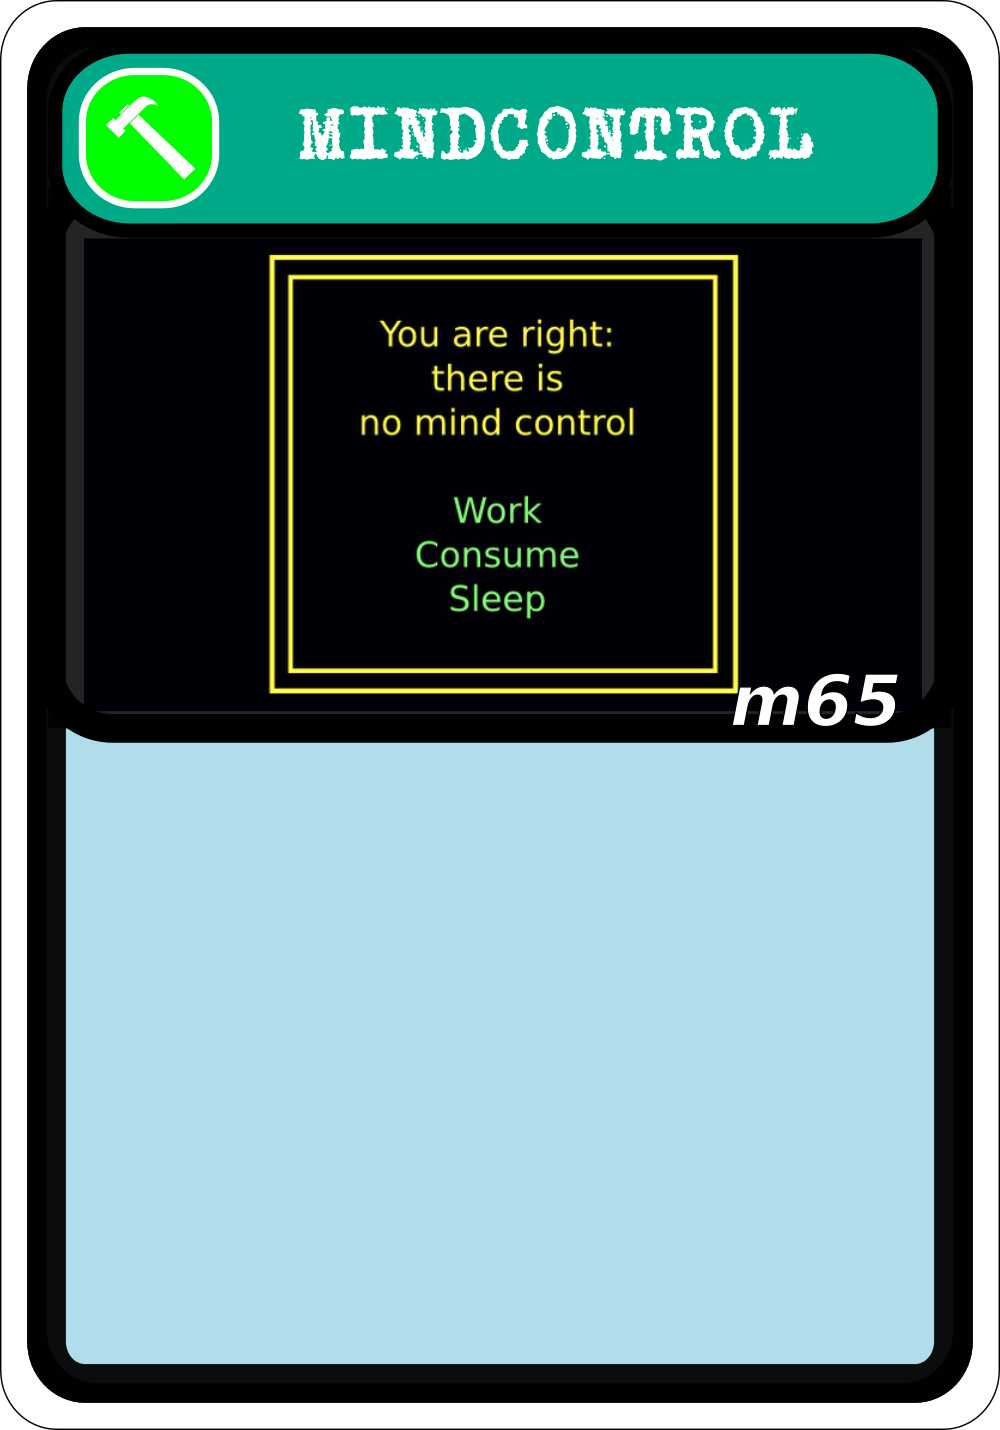 MINDCONTROL
You are right:
there is
no mind control
Work
Consume
Sleep
m65